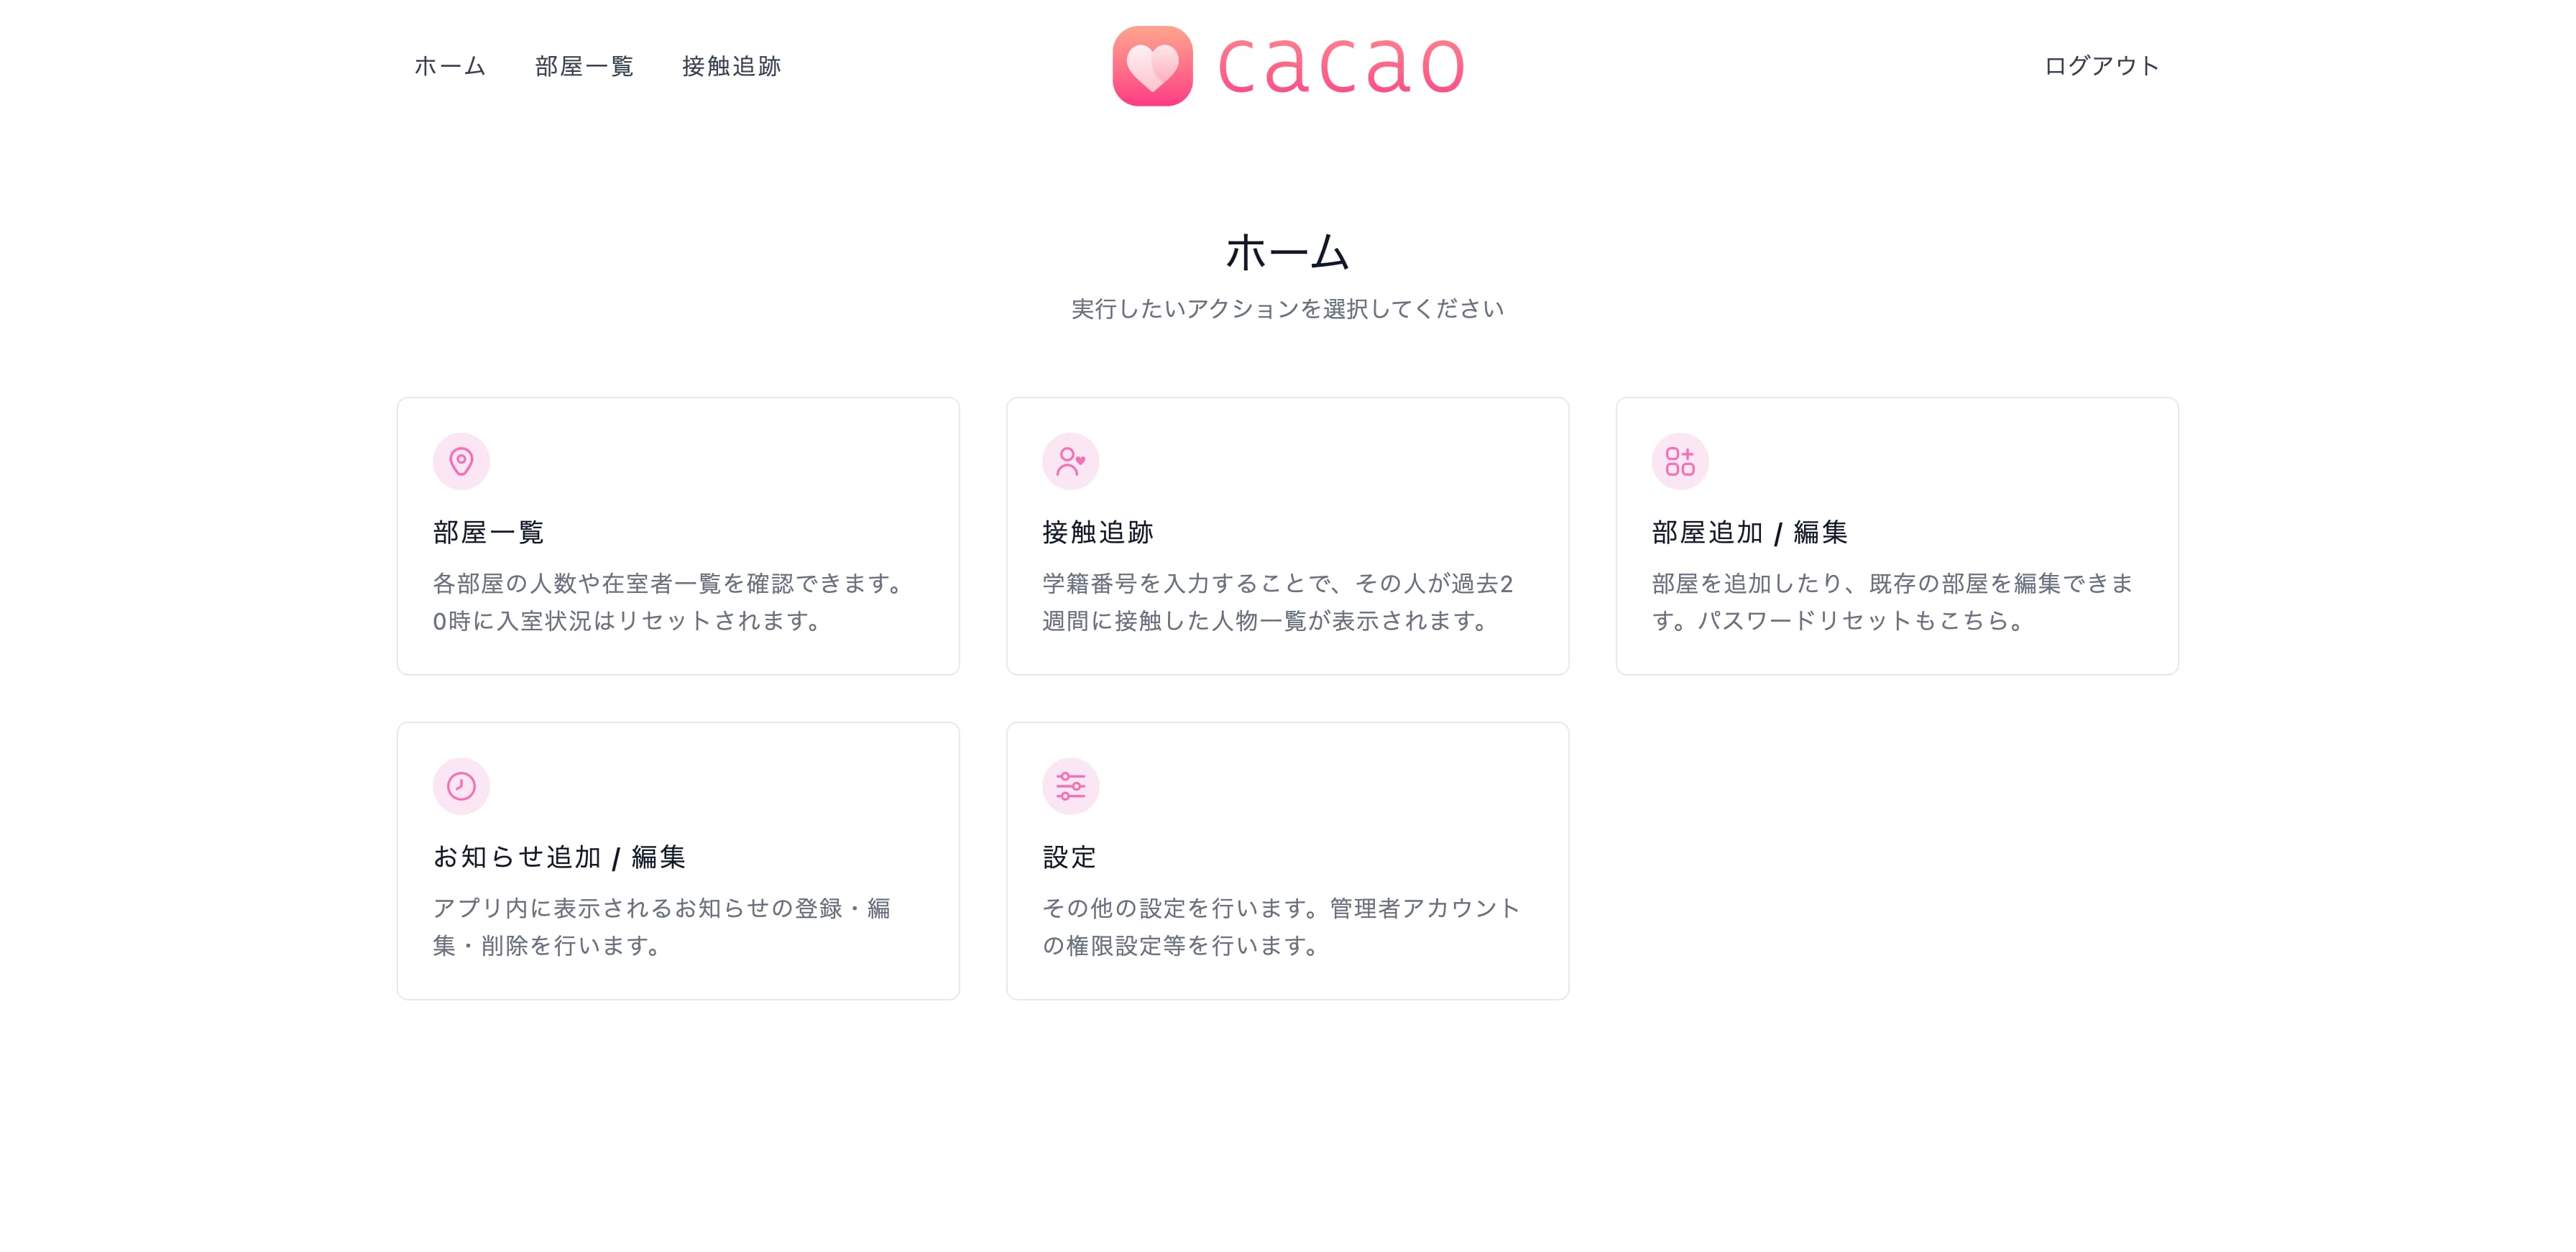 ホーム 部屋一覧 接触追跡 cacao ログアウト
ホーム
実行したいアクションを選択してください
部屋一覧
各部屋の人数や在室者一覧を確認できます。
0時に入室状況はリセットされます。
接触追跡
学籍番号を入力することで、その人が過去2
週間に接触した人物一覧が表示されます。
部屋追加 / 編集
部屋を追加したり、既存の部屋を編集できま
す。パスワードリセットもこちら。
お知らせ追加 / 編集
アプリ内に表示されるお知らせの登録・編
集・削除を行います。
設定
その他の設定を行います。管理者アカウント
の権限設定等を行います。